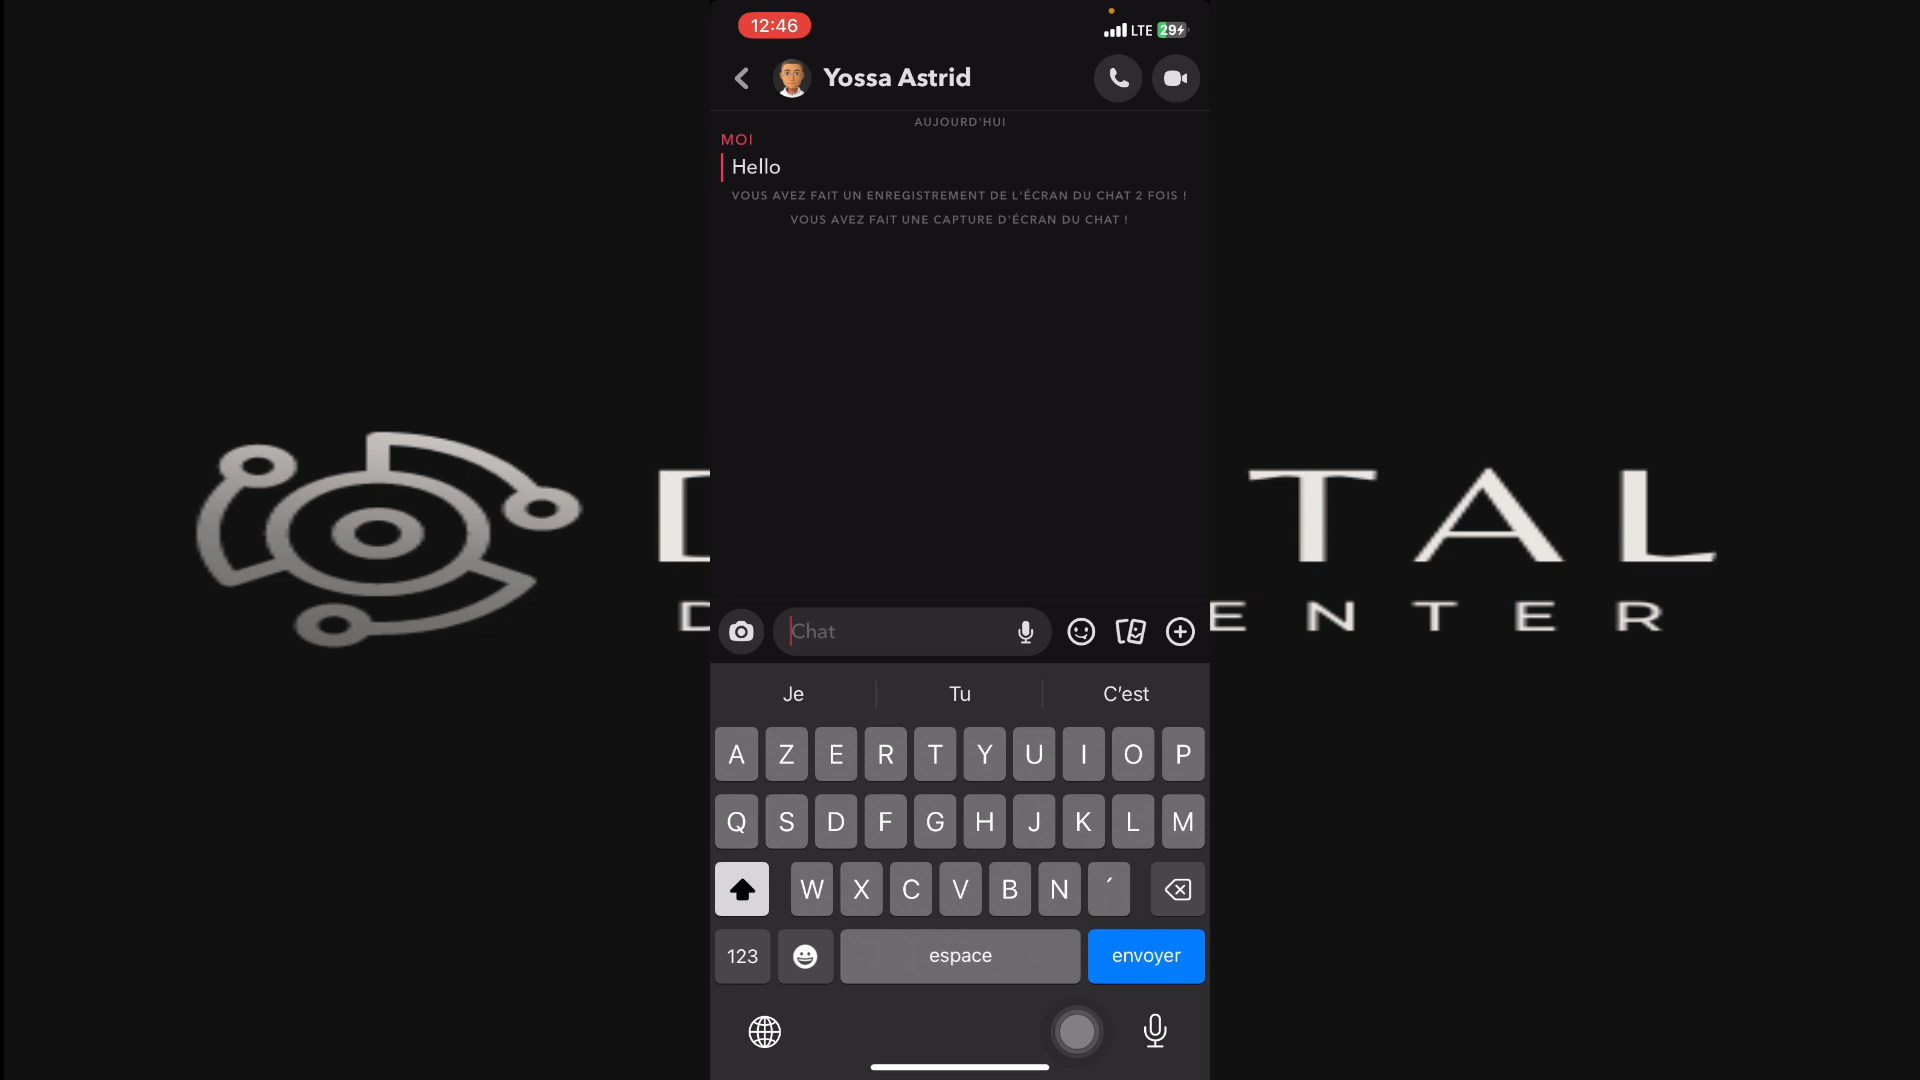 12:46
LTE 29
Yossa Astrid
AUJOURD'HUI
MOI
Hello
VOUS AVEZ FAIT UN ENREGISTREMENT DE L'ÉCRAN DU CHAT 2 FOIS !
VOUS AVEZ FAIT UNE CAPTURE D'ÉCRAN DU CHAT !
D TAL
D ENTER
Chat
Je Tu C'est
A Z E R T Y U I O P
Q S D F G H J K L M
W X C V B N ´
123 espace envoyer